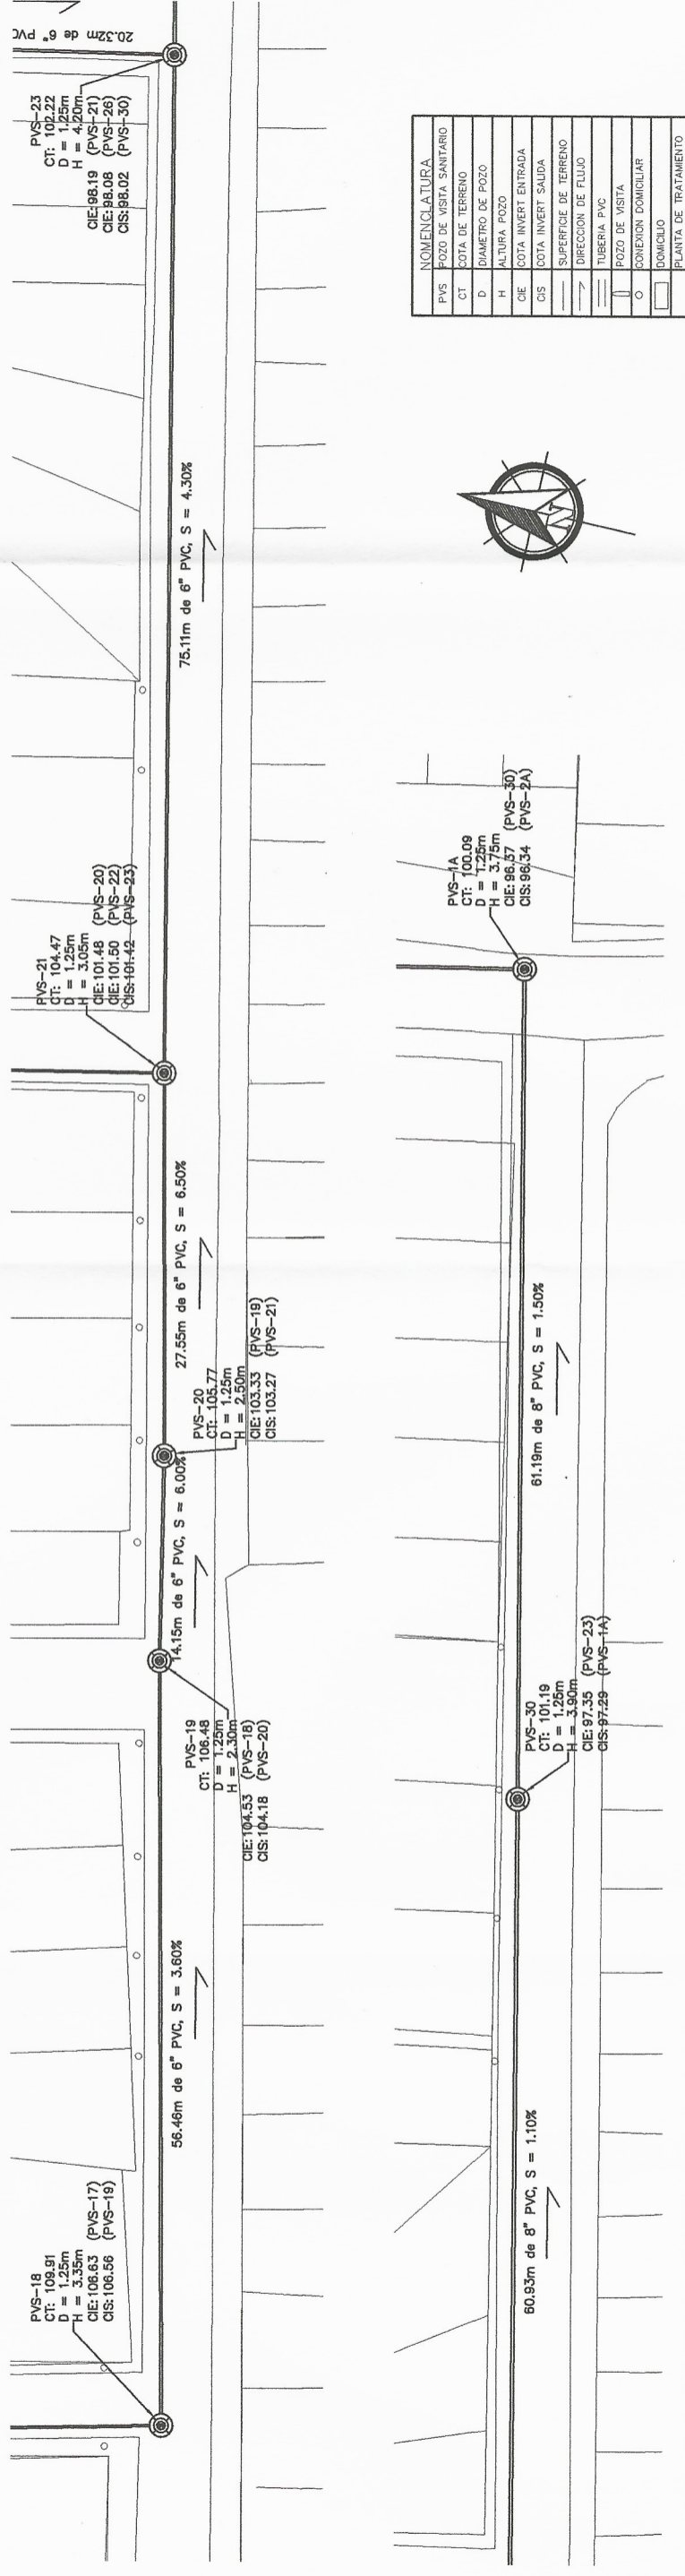 PVS-18
CT: 109.91
D = 1.25m
H = 3.35m
CIE: 106.63 (PVS-17)
CIS: 106.56 (PVS-19)
56.46m de 6" PVC, S = 3.60%
PVS-19
CT: 106.48
D = 1.25m
H = 2.30m
CIE: 104.53 (PVS-18)
CIS: 104.18 (PVS-20)
14.15m de 6" PVC, S = 6.00%
PVS-20
CT: 105.77
D = 1.25m
H = 2.50m
CIE: 103.33 (PVS-19)
CIS: 103.27 (PVS-21)
27.55m de 6" PVC, S = 6.50%
PVS-21
CT: 104.47
D = 1.25m
H = 3.05m
CIE: 101.48 (PVS-20)
CIE: 101.50 (PVS-22)
CIS: 101.42 (PVS-23)
75.11m de 6" PVC, S = 4.30%
PVS-23
CT: 102.22
D = 1.25m
H = 4.20m
CIE: 98.19 (PVS-21)
CIE: 98.08 (PVS-26)
CIS: 98.02 (PVS-30)
20.32m de 6" PVC
60.93m de 8" PVC, S = 1.10%
PVS-30
CT: 101.19
D = 1.25m
H = 3.90m
CIE: 97.35 (PVS-23)
CIS: 97.29 (PVS-1A)
61.19m de 8" PVC, S = 1.50%
PVS-1A
CT: 100.09
D = 1.25m
H = 3.75m
CIE: 96.37 (PVS-30)
CIS: 96.34 (PVS-2A)
NOMENCLATURA
PVS POZO DE VISITA SANITARIO
CT COTA DE TERRENO
D DIAMETRO DE POZO
H ALTURA POZO
CIE COTA INVERT ENTRADA
CIS COTA INVERT SALIDA
SUPERFICIE DE TERRENO
DIRECCION DE FLUJO
TUBERIA PVC
POZO DE VISITA
CONEXION DOMICILIAR
DOMICILIO
PLANTA DE TRATAMIENTO